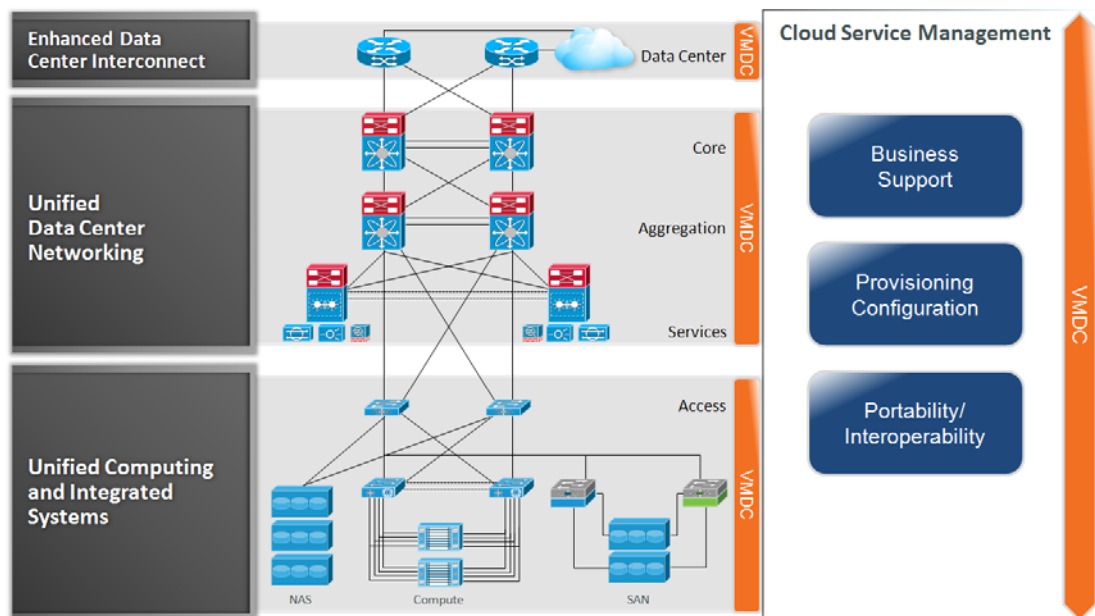 Enhanced Data
Center Interconnect
Data Center
VMDC
Unified
Data Center
Networking
Core
Aggregation
Services
VMDC
Unified Computing
and Integrated
Systems
Access
NAS
Compute
SAN
VMDC
Cloud Service Management
Business
Support
Provisioning
Configuration
Portability/
Interoperability
VMDC